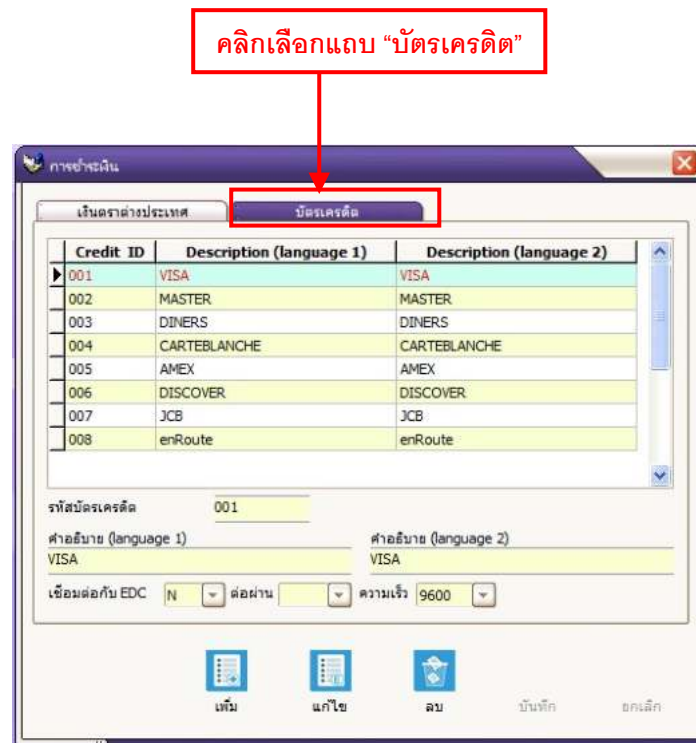 คลิกเลือกแถบ “บัตรเครดิต”
การชำระเงิน
เงินตราต่างประเทศ บัตรเครดิต
Credit ID Description (language 1) Description (language 2)
001 VISA VISA
002 MASTER MASTER
003 DINERS DINERS
004 CARTEBLANCHE CARTEBLANCHE
005 AMEX AMEX
006 DISCOVER DISCOVER
007 JCB JCB
008 enRoute enRoute
รหัสบัตรเครดิต 001
คำอธิบาย (language 1) คำอธิบาย (language 2)
VISA VISA
เชื่อมต่อกับ EDC N ต่อผ่าน ความเร็ว 9600
เพิ่ม แก้ไข ลบ บันทึก ยกเลิก